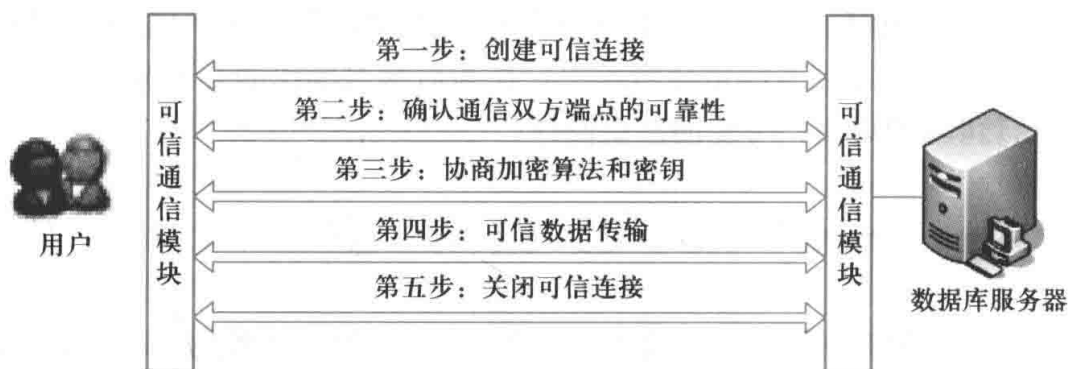 第一步：创建可信连接
第二步：确认通信双方端点的可靠性
第三步：协商加密算法和密钥
第四步：可信数据传输
第五步：关闭可信连接
可信通信模块
可信通信模块
用户
数据库服务器